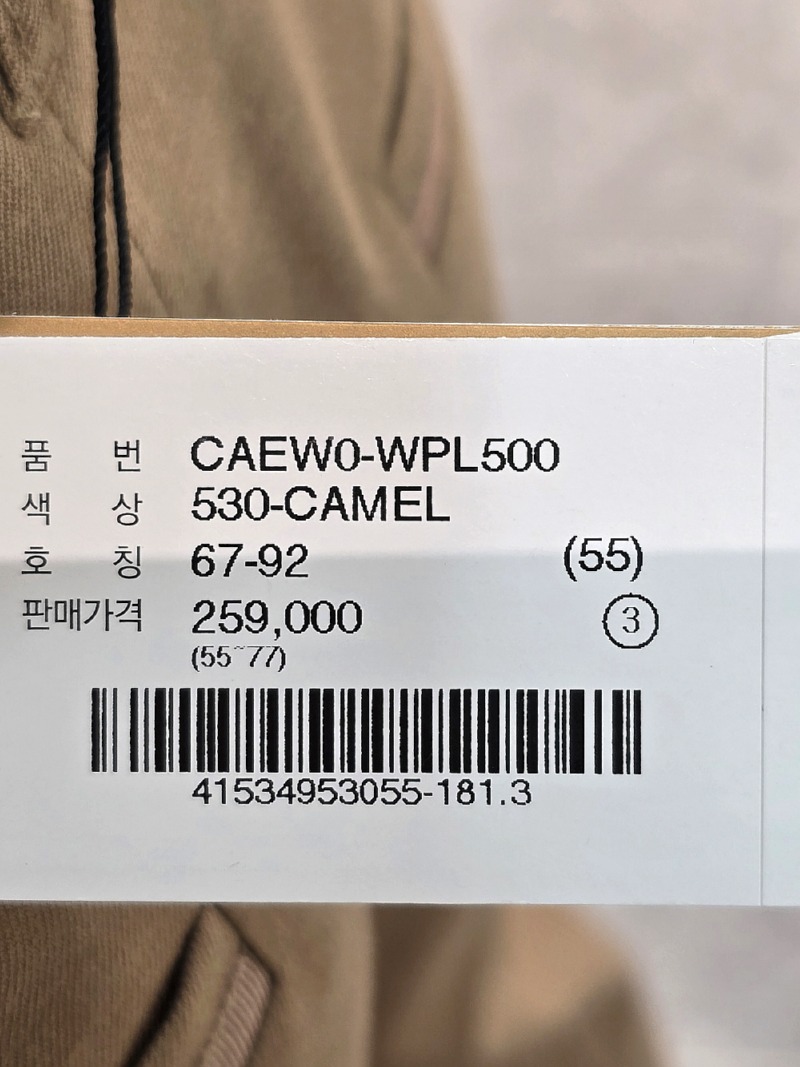 품 번 CAEW0-WPL500
색 상 530-CAMEL
호 칭 67-92 (55)
판매가격 259,000 ③
(55~77)
41534953055-181.3